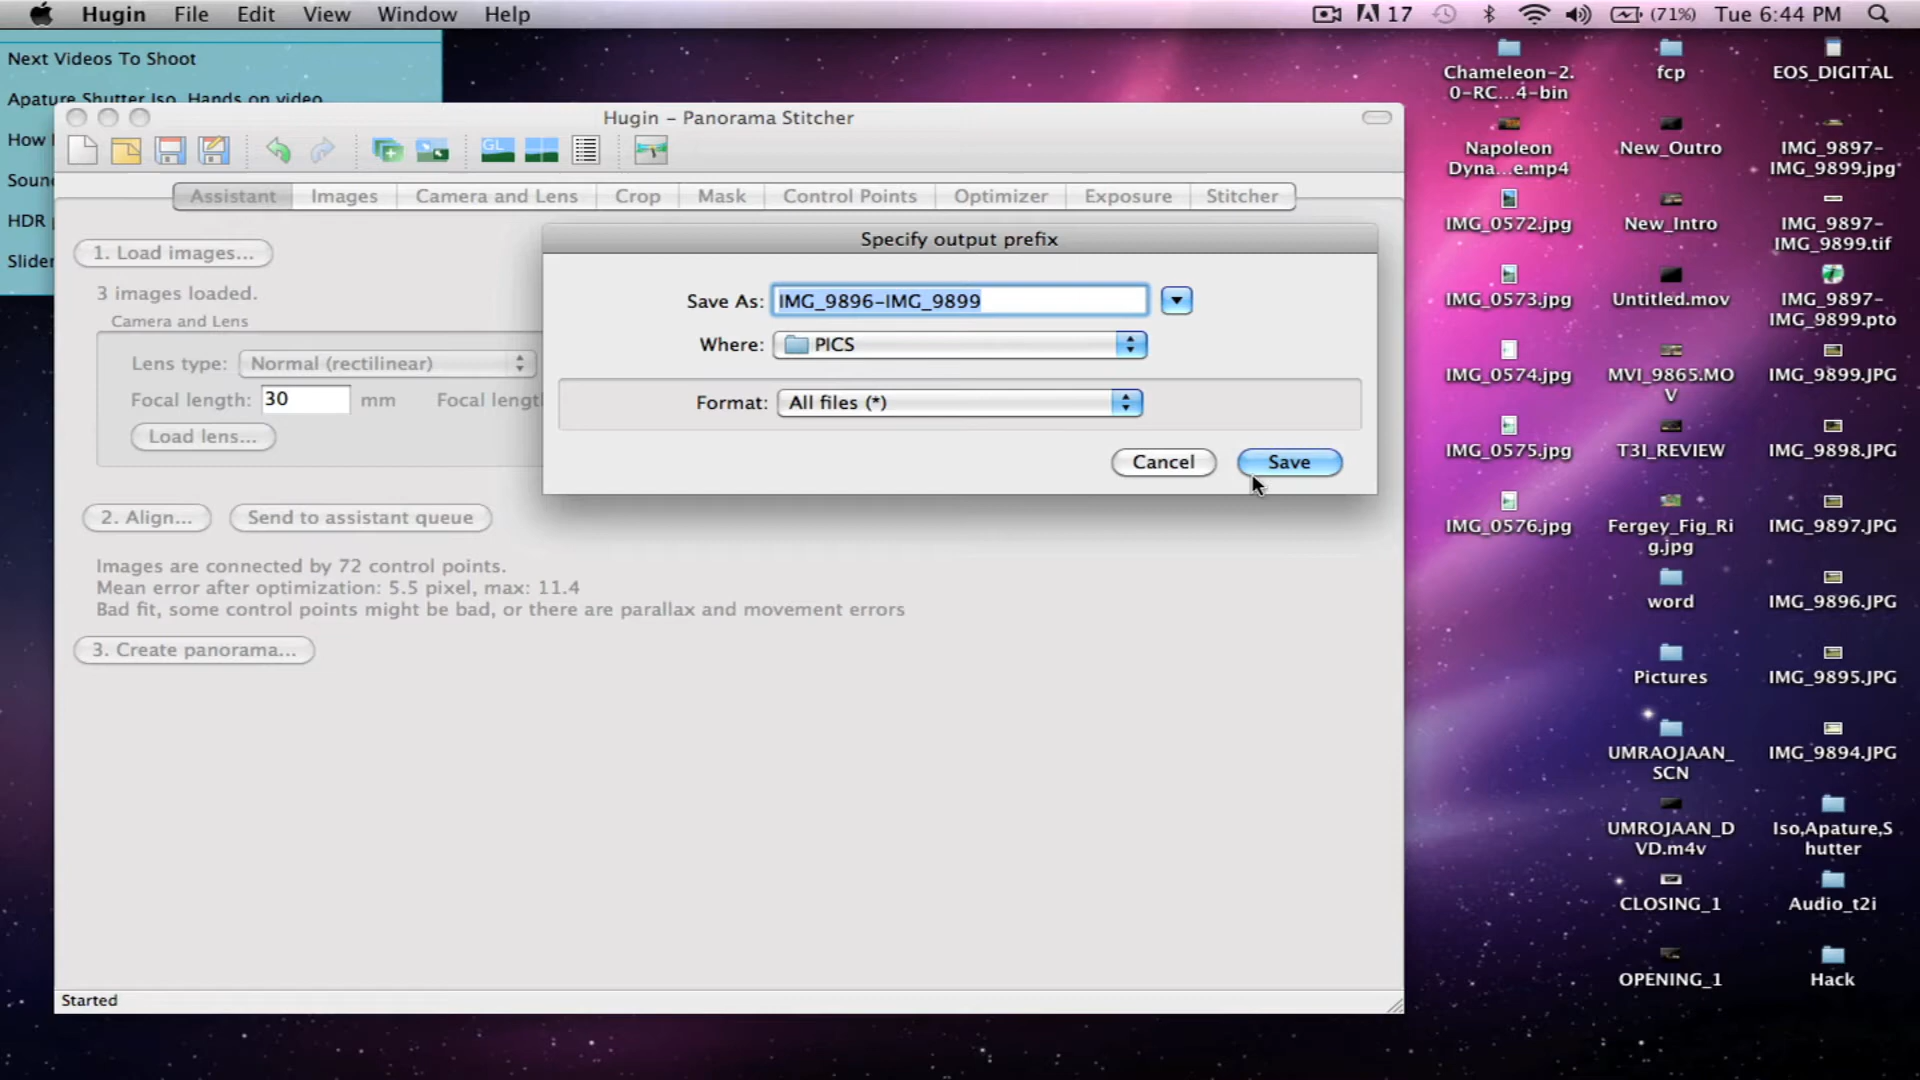 Hugin File Edit View Window Help 17 (71%) Tue 6:44 PM
Next Videos To Shoot
Apature Shutter Iso Hands on video
How
Soun
HDR
Slider
Hugin – Panorama Stitcher
GL
Assistant Images Camera and Lens Crop Mask Control Points Optimizer Exposure Stitcher
1. Load images...
3 images loaded.
Camera and Lens
Lens type: Normal (rectilinear)
Focal length: 30 mm Focal lengt
Load lens...
2. Align... Send to assistant queue
Images are connected by 72 control points.
Mean error after optimization: 5.5 pixel, max: 11.4
Bad fit, some control points might be bad, or there are parallax and movement errors
3. Create panorama...
Started
Specify output prefix
Save As: IMG_9896-IMG_9899
Where: PICS
Format: All files (*)
Cancel Save
Chameleon-2.
0-RC...4-bin
Napoleon
Dyna...e.mp4
IMG_0572.jpg
IMG_0573.jpg
IMG_0574.jpg
IMG_0575.jpg
IMG_0576.jpg
fcp
New_Outro
New_Intro
Untitled.mov
MVI_9865.MO
V
T3I_REVIEW
Fergey_Fig_Ri
g.jpg
word
Pictures
UMRAOJAAN_
SCN
UMROJAAN_D
VD.m4v
CLOSING_1
OPENING_1
EOS_DIGITAL
IMG_9897-
IMG_9899.jpg
IMG_9897-
IMG_9899.tif
IMG_9897-
IMG_9899.pto
IMG_9899.JPG
IMG_9898.JPG
IMG_9897.JPG
IMG_9896.JPG
IMG_9895.JPG
IMG_9894.JPG
Iso,Apature,S
hutter
Audio_t2i
Hack